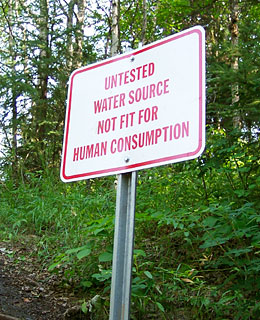 UNTESTED
WATER SOURCE
NOT FIT FOR
HUMAN CONSUMPTION